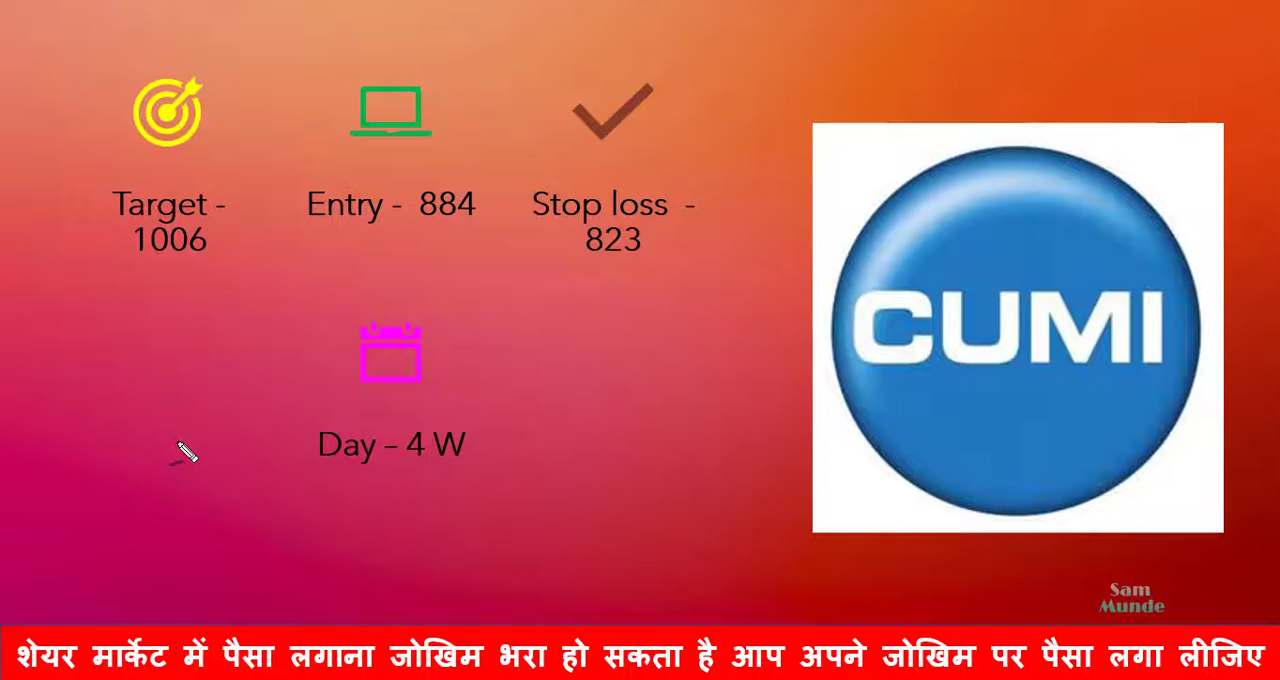 Target -
1006
Entry - 884
Stop loss -
823
Day – 4 W
CUMI
Sam
Munde
शेयर मार्केट में पैसा लगाना जोखिम भरा हो सकता है आप अपने जोखिम पर पैसा लगा लीजिए